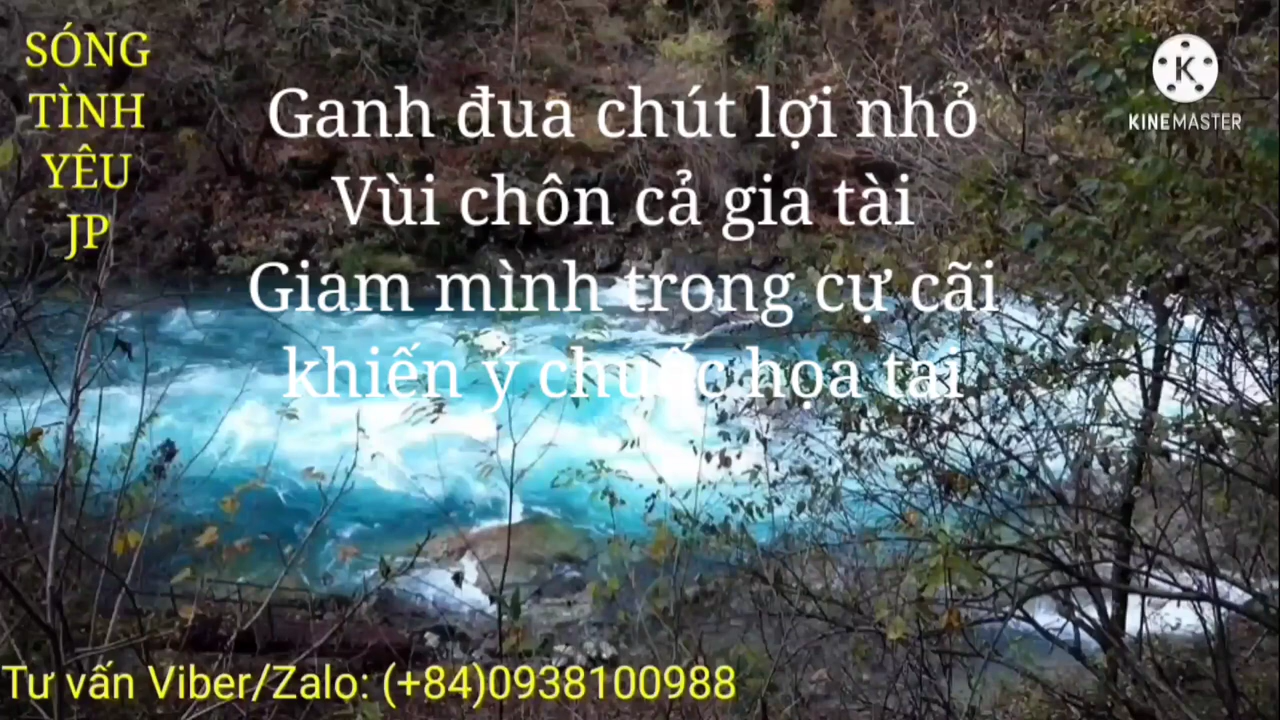 SÓNG
TÌNH
YÊU
JP
KINEMASTER
Ganh đua chút lợi nhỏ
Vùi chôn cả gia tài
Giam mình trong cự cãi
khiến ý chuốc họa tai
Tư vấn Viber/Zalo: (+84)0938100988